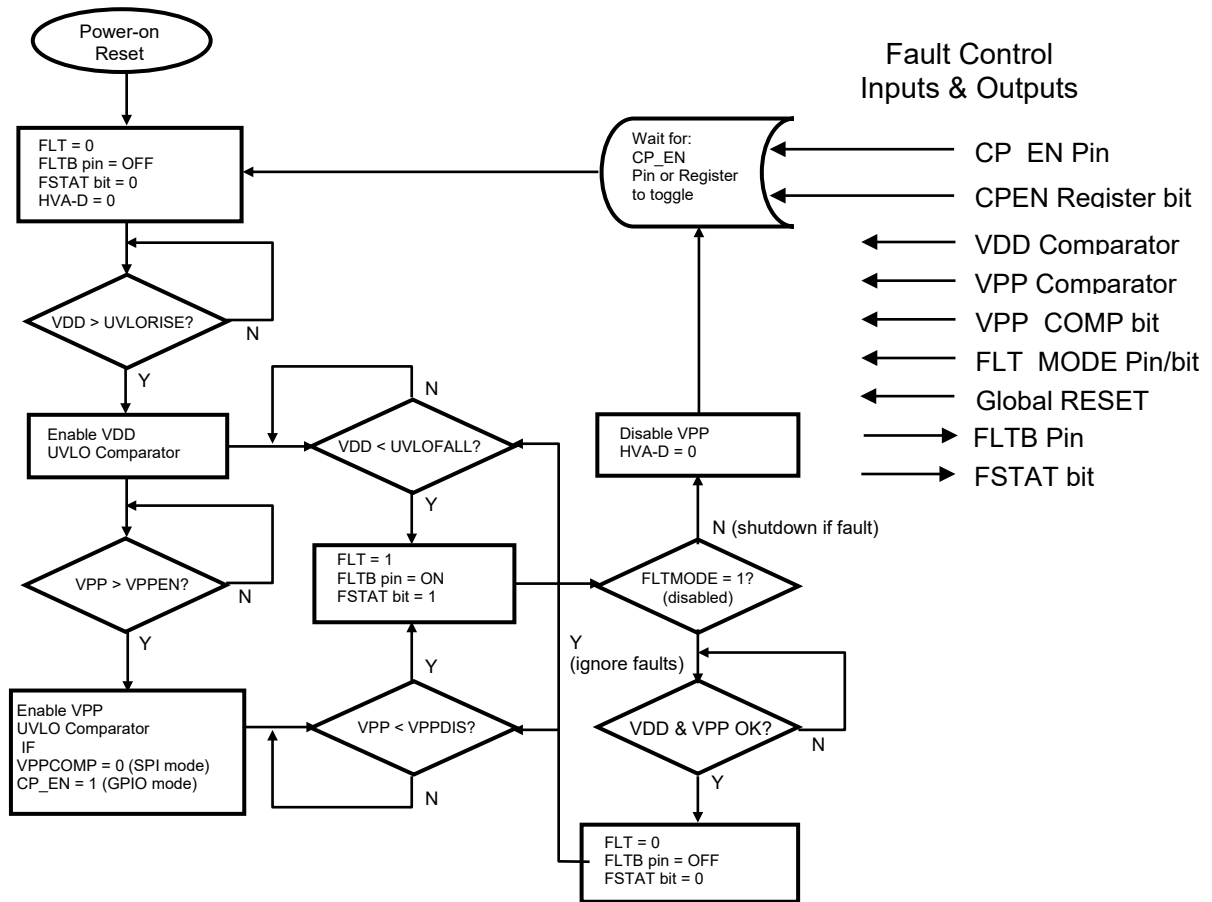 Power-on
Reset
Fault Control
Inputs & Outputs
FLT = 0
FLTB pin = OFF
FSTAT bit = 0
HVA-D = 0
Wait for:
CP_EN
Pin or Register
to toggle
CP EN Pin
CPEN Register bit
VDD Comparator
VPP Comparator
VPP COMP bit
FLT MODE Pin/bit
Global RESET
FLTB Pin
FSTAT bit
VDD > UVLORISE?
N
Y
Enable VDD
UVLO Comparator
N
VDD < UVLOFALL?
Y
Disable VPP
HVA-D = 0
N (shutdown if fault)
VPP > VPPEN?
N
Y
FLT = 1
FLTB pin = ON
FSTAT bit = 1
FLTMODE = 1?
(disabled)
Y
(ignore faults)
Enable VPP
UVLO Comparator
IF
VPPCOMP = 0 (SPI mode)
CP_EN = 1 (GPIO mode)
Y
VPP < VPPDIS?
N
VDD & VPP OK?
N
Y
FLT = 0
FLTB pin = OFF
FSTAT bit = 0